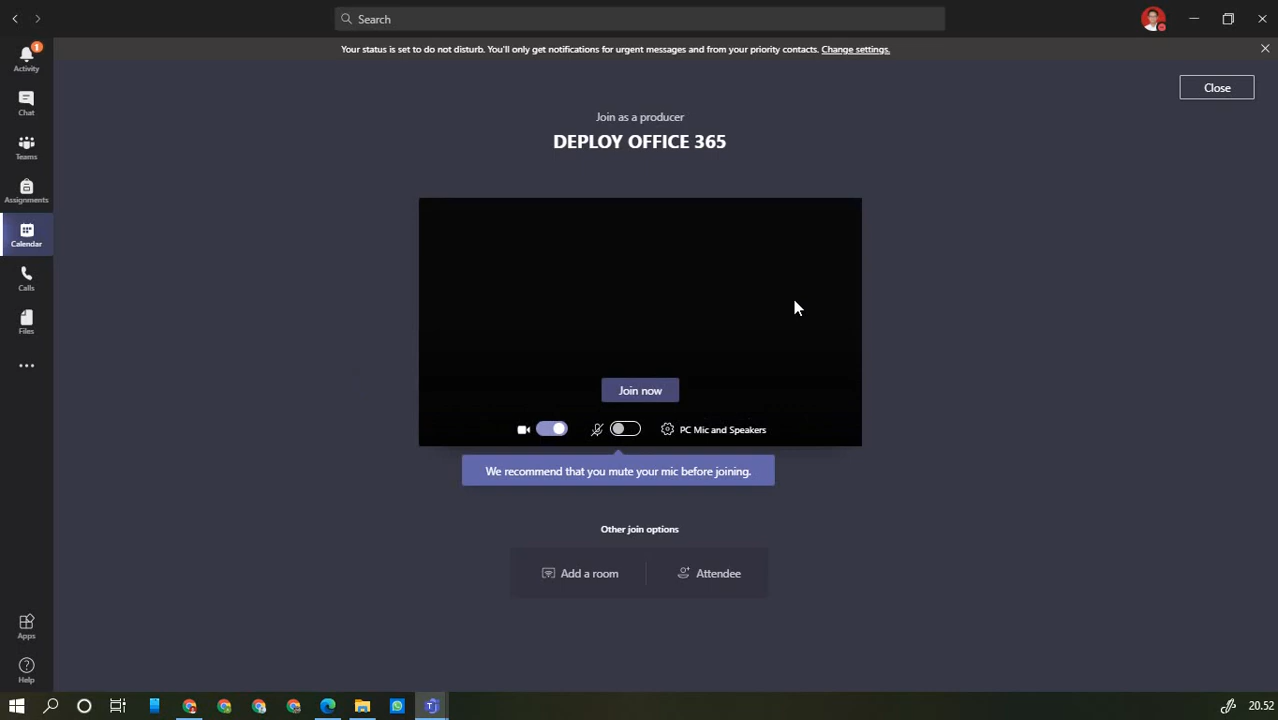 Search
Your status is set to do not disturb. You'll only get notifications for urgent messages and from your priority contacts. Change settings.
1
Activity
Chat
Teams
Assignments
Calendar
Calls
Files
Close
Join as a producer
DEPLOY OFFICE 365
Join now
PC Mic and Speakers
We recommend that you mute your mic before joining.
Other join options
Add a room
Attendee
Apps
Help
20.52